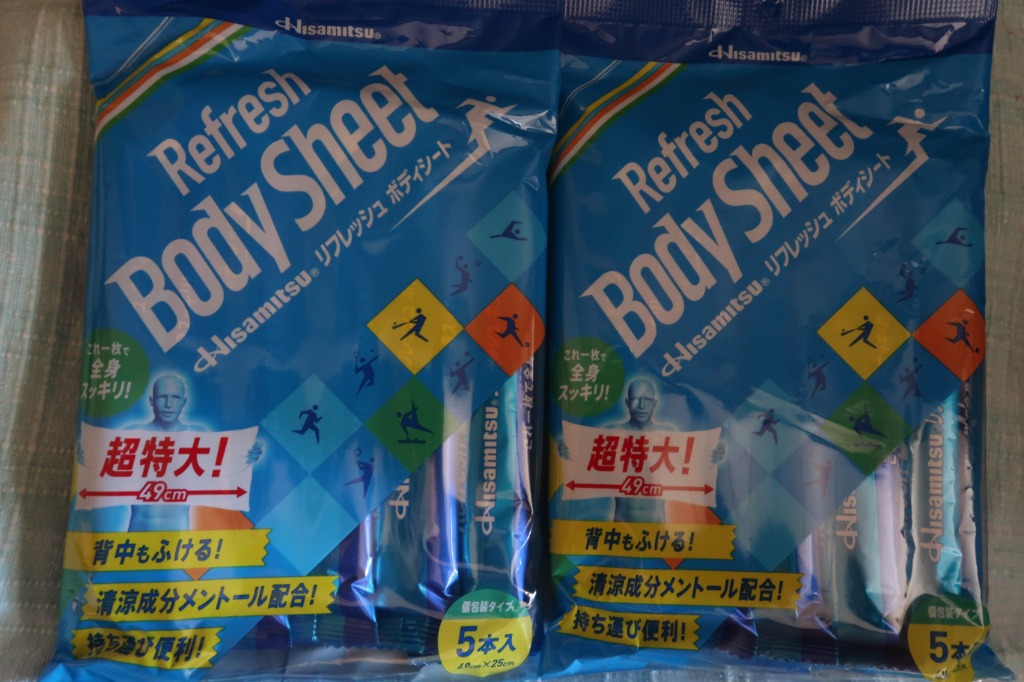 Hisamitsu®
Refresh
Body Sheet
Hisamitsu® リフレッシュ ボディシート
これ一枚で
全身
スッキリ!
超特大!
49cm
背中もふける!
清涼成分メントール配合!
持ち運び便利!
Hisamitsu
個包装タイプ
5本入
49cm×25cm
Hisamitsu®
Refresh
Body Sheet
Hisamitsu® リフレッシュ ボディシート
これ一枚で
全身
スッキリ!
超特大!
49cm
背中もふける!
清涼成分メントール配合!
持ち運び便利!
Hisamitsu
個包装タイプ
5本